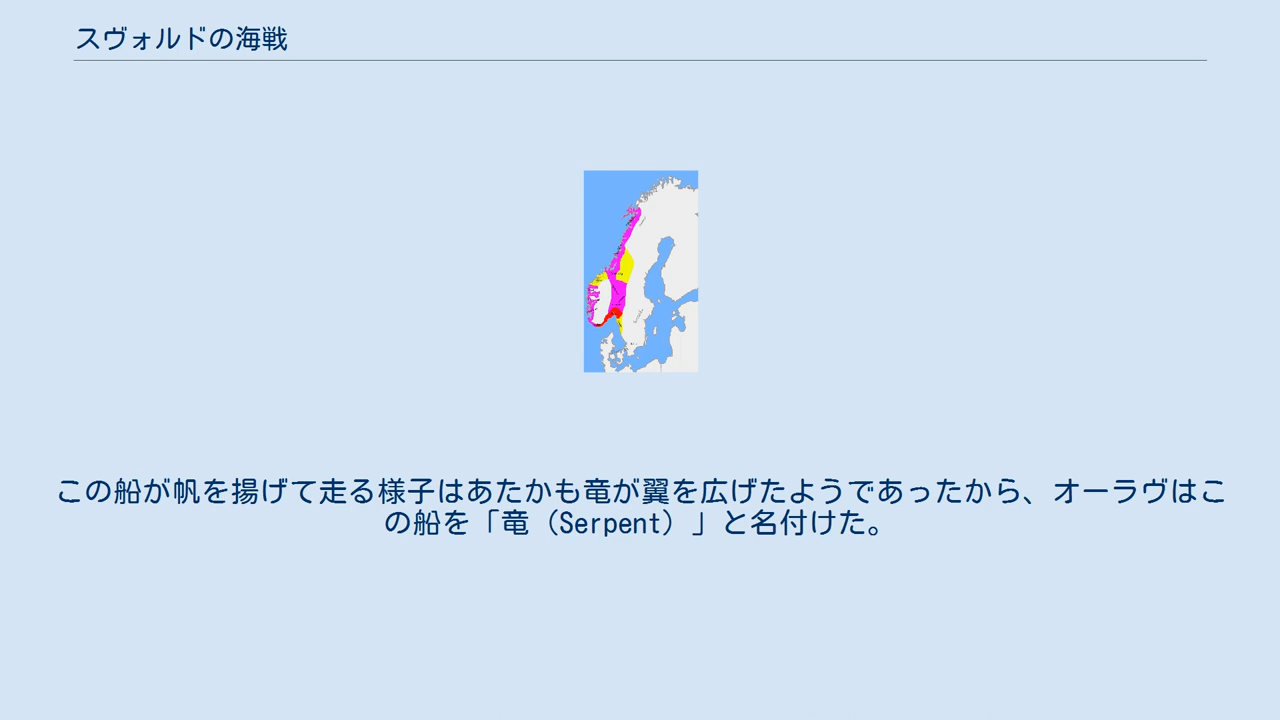 スヴォルドの海戦
この船が帆を揚げて走る様子はあたかも竜が翼を広げたようであったから、オーラヴはこ
の船を「竜（Serpent）」と名付けた。